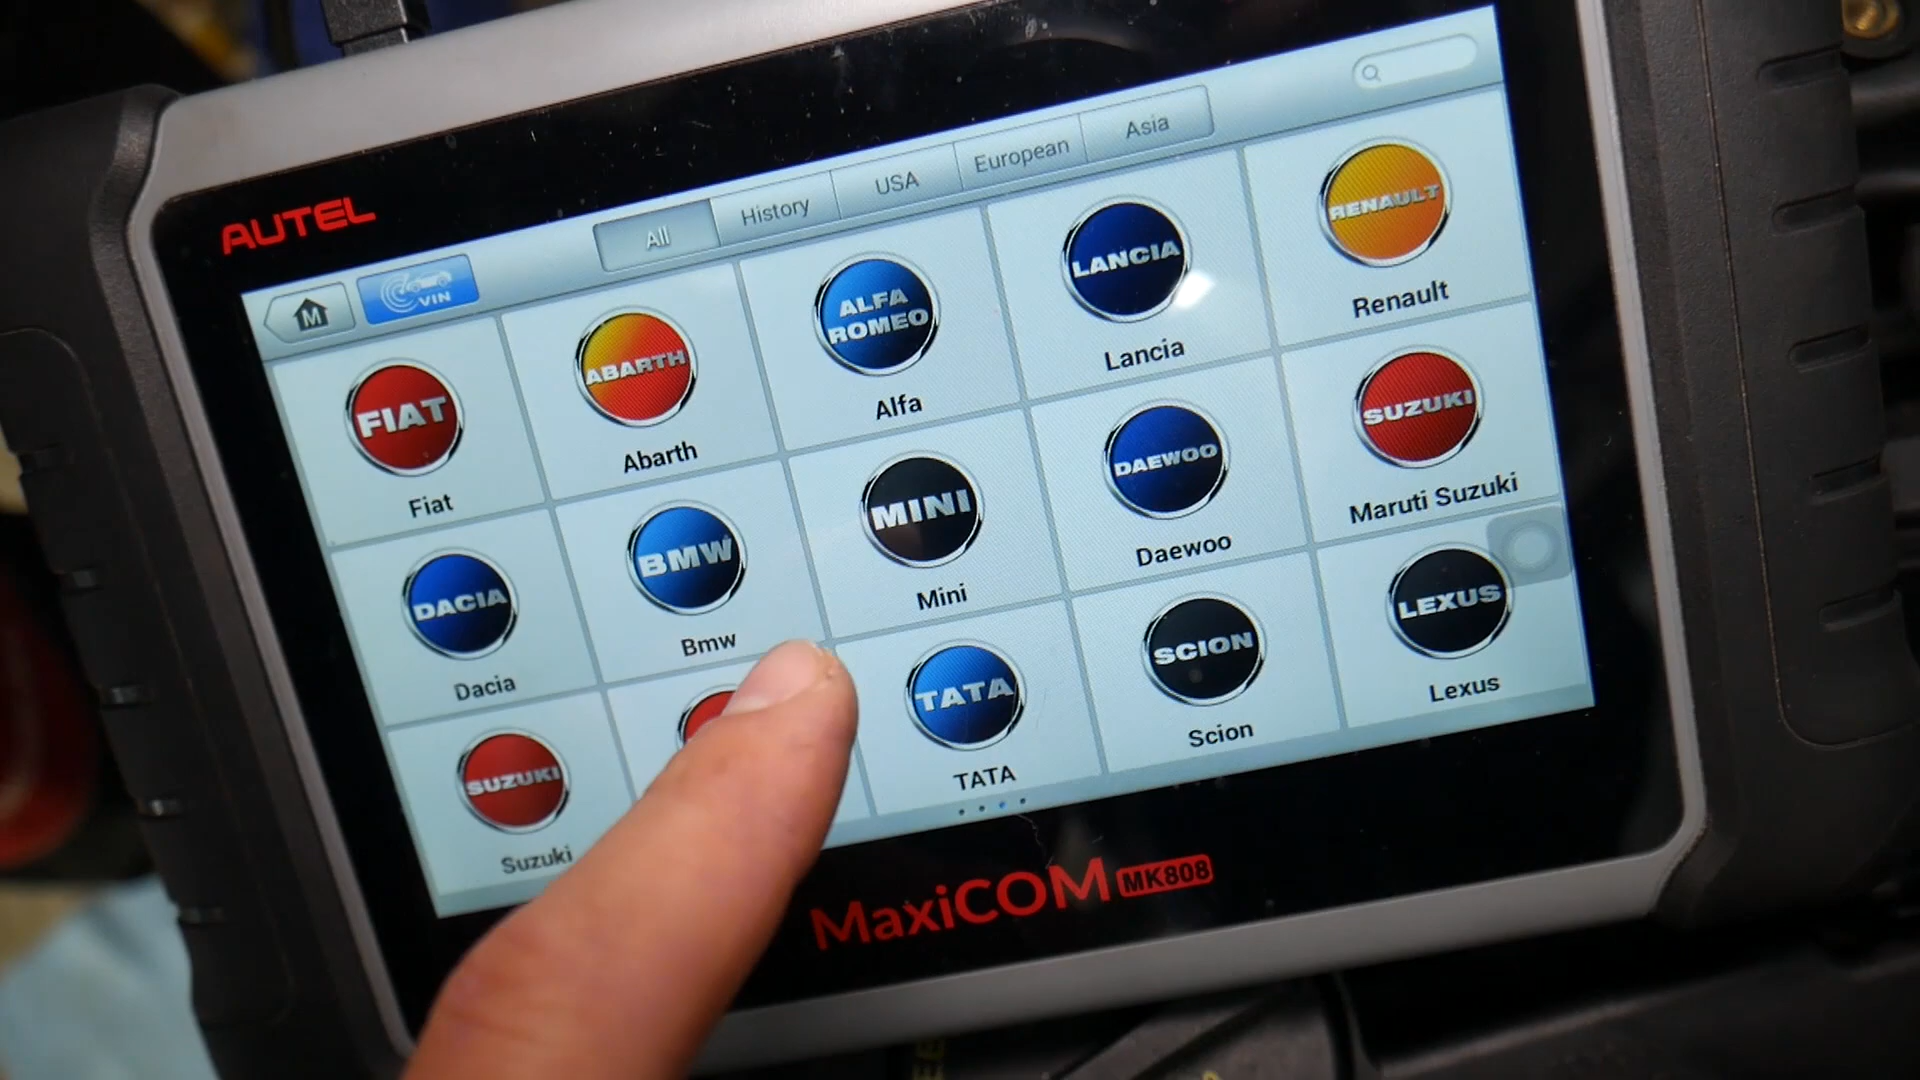 AUTEL
All
History
USA
European
Asia
M
VIN
FIAT
Fiat
ABARTH
Abarth
ALFA
ROMEO
Alfa
LANCIA
Lancia
RENAULT
Renault
DACIA
Dacia
BMW
Bmw
MINI
Mini
DAEWOO
Daewoo
SUZUKI
Maruti Suzuki
SUZUKI
Suzuki
TATA
TATA
SCION
Scion
LEXUS
Lexus
MaxiCOM MK808